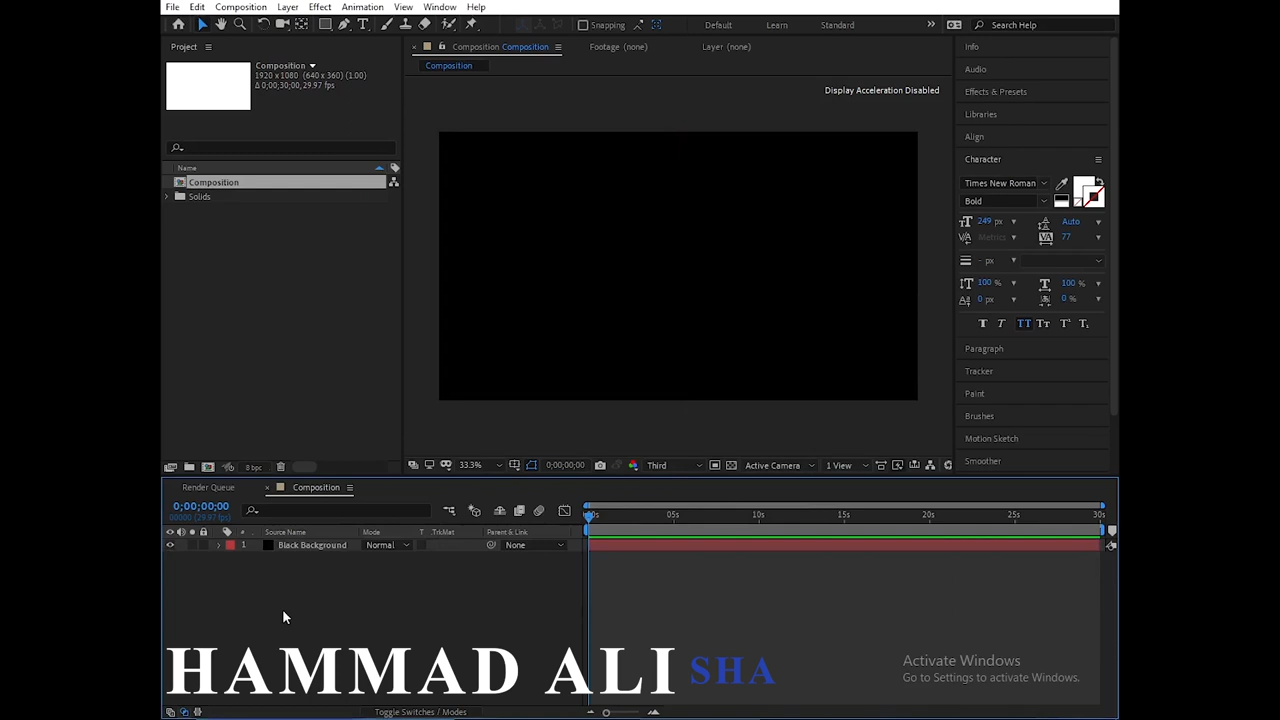 File Edit Composition Layer Effect Animation View Window Help
Snapping Default Learn Standard Search Help
Project
Composition
1920 x 1080 (640 x 360) (1.00)
Δ 0;00;30;00, 29.97 fps
Name
Composition
Solids
8 bpc
Composition Composition Footage (none) Layer (none)
Composition
Display Acceleration Disabled
33.3% 0;00;00;00 Third Active Camera 1 View
Info
Audio
Effects & Presets
Libraries
Align
Character
Times New Roman
Bold
249 px Auto
Metrics 77
- px
100 % 100 %
0 px 0 %
Paragraph
Tracker
Paint
Brushes
Motion Sketch
Smoother
Render Queue Composition
0;00;00;00
00000 (29.97 fps)
# Source Name Mode T .TrkMat Parent & Link
1 Black Background Normal None
05s 10s 15s 20s 25s 30s
HAMMAD ALI SHA
Activate Windows
Go to Settings to activate Windows.
Toggle Switches / Modes